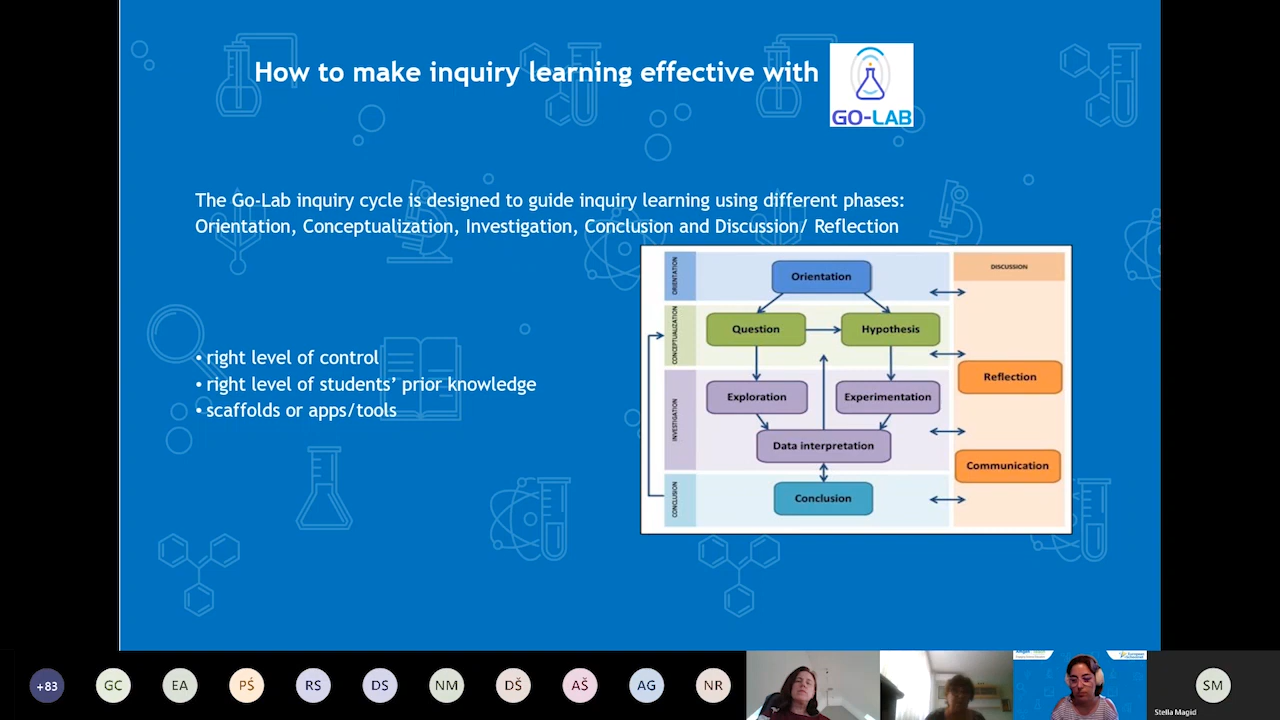 How to make inquiry learning effective with
GO-LAB
The Go-Lab inquiry cycle is designed to guide inquiry learning using different phases:
Orientation, Conceptualization, Investigation, Conclusion and Discussion/ Reflection
• right level of control
• right level of students’ prior knowledge
• scaffolds or apps/tools
ORIENTATION
Orientation
DISCUSSION
CONCEPTUALIZATION
Question
Hypothesis
Reflection
INVESTIGATION
Exploration
Experimentation
Data interpretation
Communication
CONCLUSION
Conclusion
+83
GC
EA
PŠ
RS
DS
NM
DŠ
AŠ
AG
NR
SM
Stella Magid